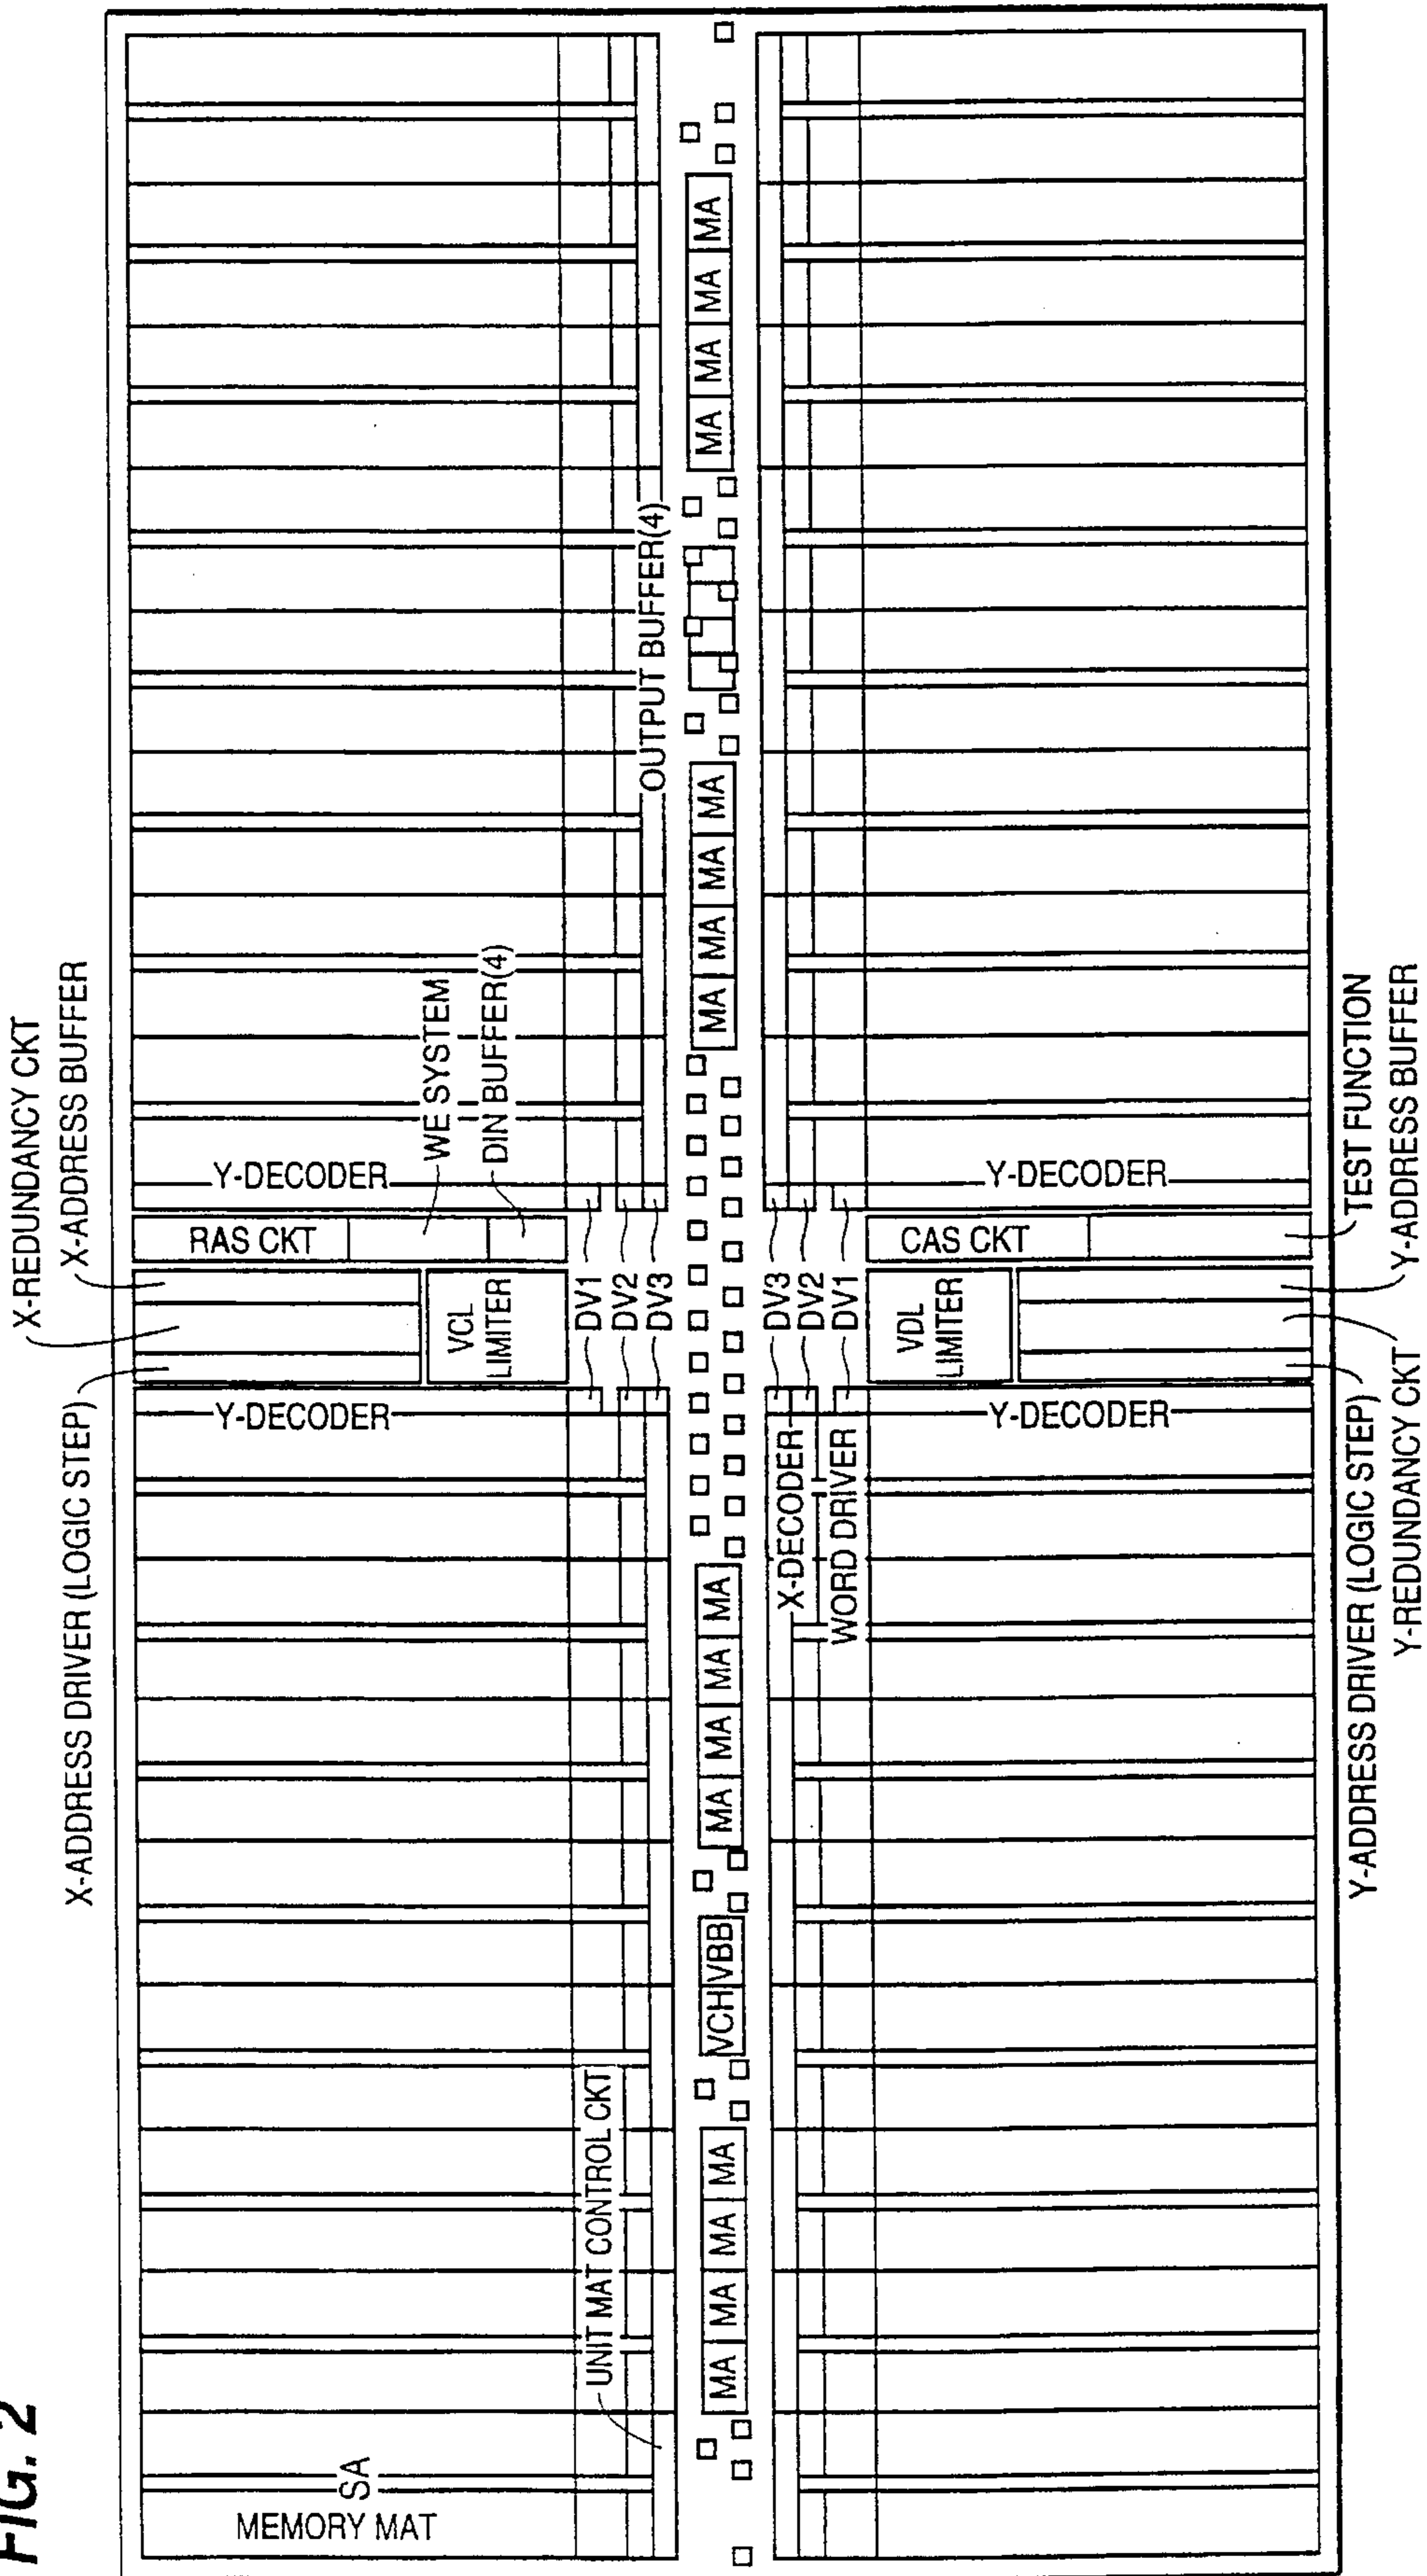 FIG. 2
X-REDUNDANCY CKT
X-ADDRESS BUFFER
X-ADDRESS DRIVER (LOGIC STEP)
MEMORY MAT
SA
Y-DECODER
RAS CKT
WE SYSTEM
DIN BUFFER(4)
Y-DECODER
VCL
LIMITER
UNIT MAT CONTROL CKT
DV1
DV2
DV3
OUTPUT BUFFER(4)
MA MA MA MA
VCH VBB
MA MA MA MA
MA MA MA MA
MA MA MA MA
DV3
DV2
DV1
X-DECODER
WORD DRIVER
VDL
LIMITER
CAS CKT
Y-DECODER
Y-DECODER
TEST FUNCTION
Y-ADDRESS BUFFER
Y-ADDRESS DRIVER (LOGIC STEP)
Y-REDUNDANCY CKT